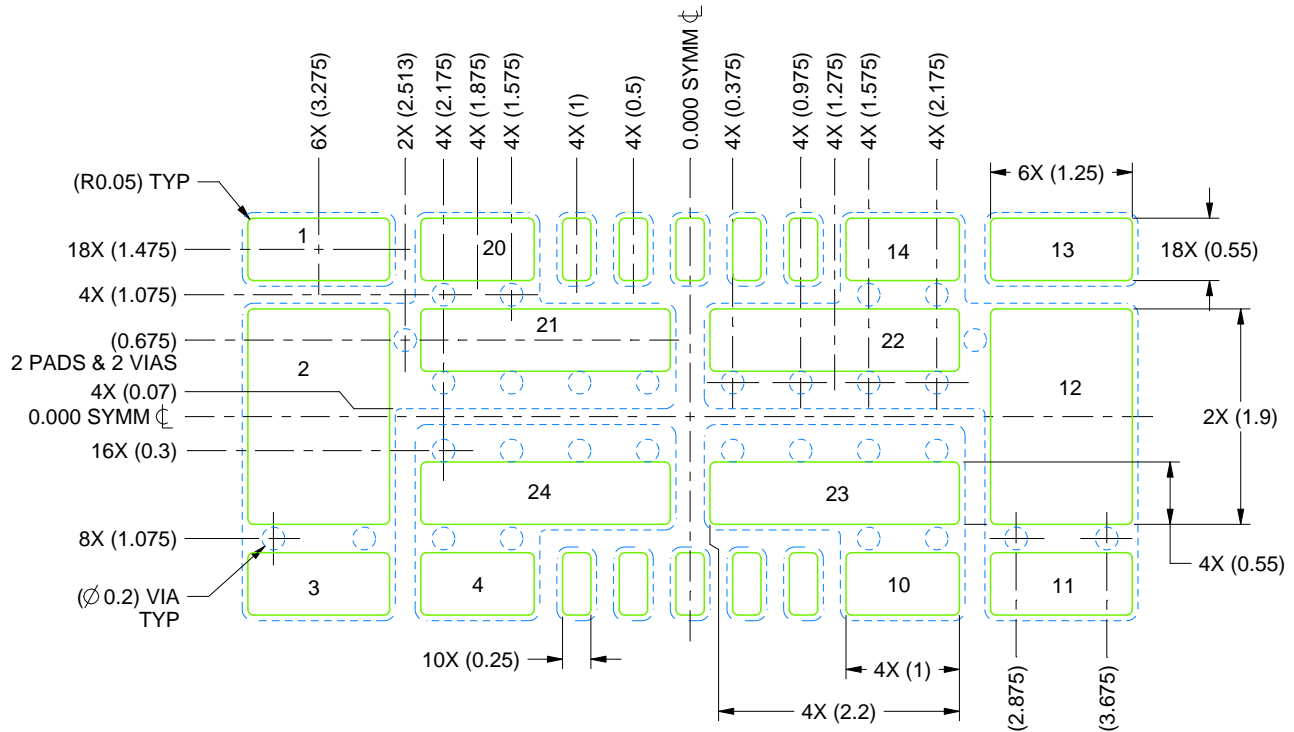 6X (3.275)
2X (2.513)
4X (2.175)
4X (1.875)
4X (1.575)
4X (1)
4X (0.5)
0.000 SYMM ℄
4X (0.375)
4X (0.975)
4X (1.275)
4X (1.575)
4X (2.175)
(R0.05) TYP
6X (1.25)
18X (1.475)
1
20
14
13
18X (0.55)
4X (1.075)
21
22
(0.675)
2 PADS & 2 VIAS
2
12
4X (0.07)
0.000 SYMM ℄
2X (1.9)
16X (0.3)
24
23
8X (1.075)
4X (0.55)
(∅ 0.2) VIA
TYP
3
4
10
11
10X (0.25)
4X (1)
4X (2.2)
(2.875)
(3.675)